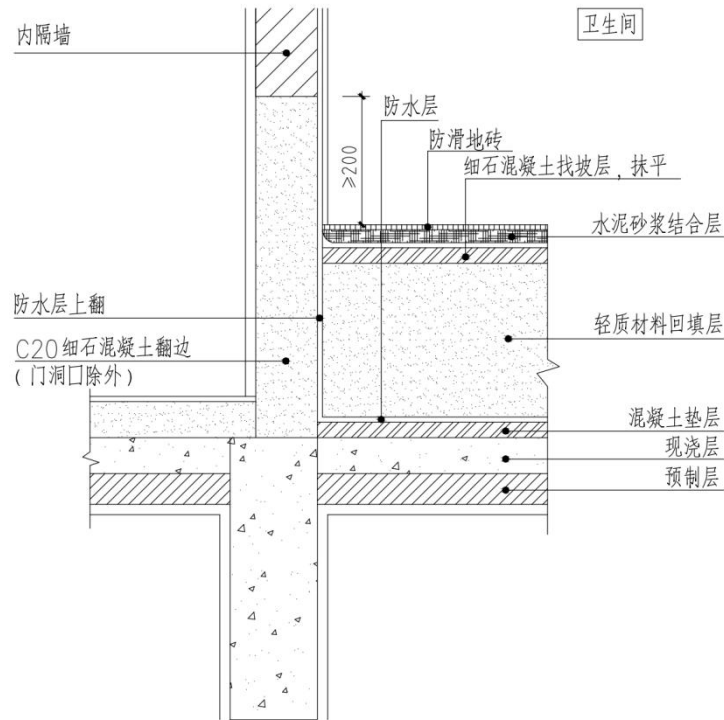 卫生间
内隔墙
防水层
防滑地砖
≥200
细石混凝土找坡层，抹平
水泥砂浆结合层
防水层上翻
轻质材料回填层
C20细石混凝土翻边
(门洞口除外)
混凝土垫层
现浇层
预制层